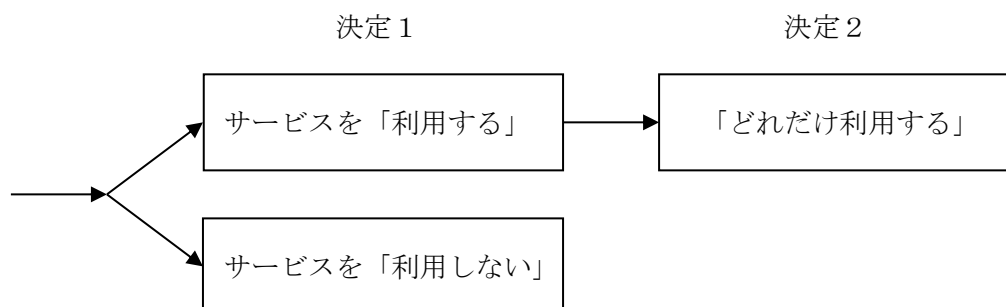 決定１
決定２
サービスを「利用する」
「どれだけ利用する」
サービスを「利用しない」